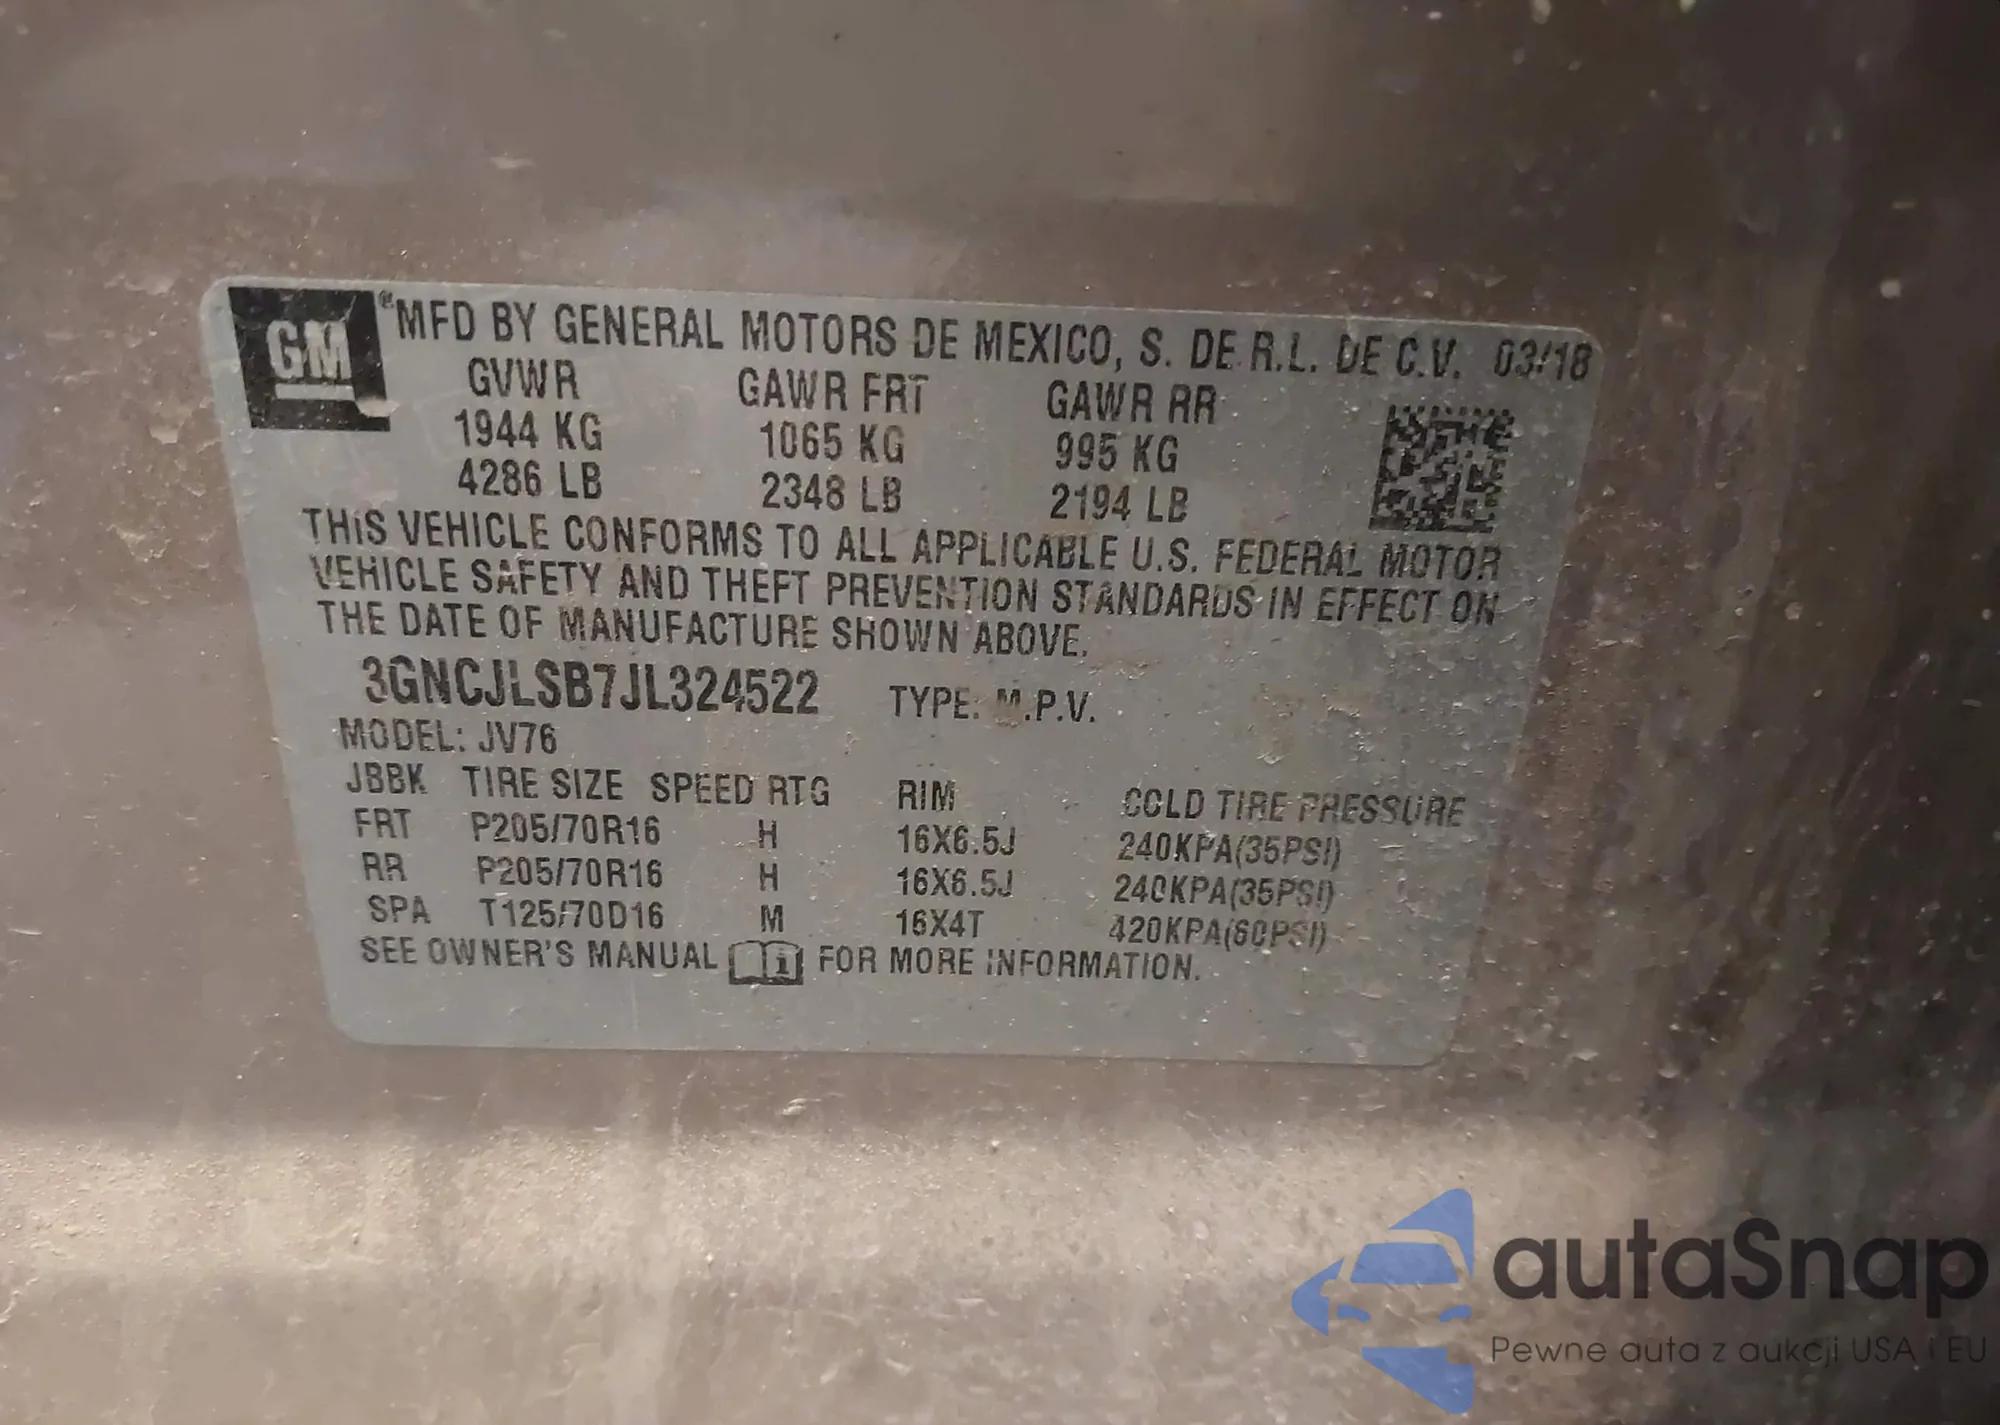 GM ®MFD BY GENERAL MOTORS DE MEXICO, S. DE R.L. DE C.V. 03/18
GVWR GAWR FRT GAWR RR
1944 KG 1065 KG 995 KG
4286 LB 2348 LB 2194 LB
THIS VEHICLE CONFORMS TO ALL APPLICABLE U.S. FEDERAL MOTOR
VEHICLE SAFETY AND THEFT PREVENTION STANDARDS IN EFFECT ON
THE DATE OF MANUFACTURE SHOWN ABOVE.
3GNCJLSB7JL324522 TYPE: M.P.V.
MODEL: JV76
JBBK TIRE SIZE SPEED RTG RIM COLD TIRE PRESSURE
FRT P205/70R16 H 16X6.5J 240KPA(35PSI)
RR P205/70R16 H 16X6.5J 240KPA(35PSI)
SPA T125/70D16 M 16X4T 420KPA(60PSI)
SEE OWNER'S MANUAL i FOR MORE INFORMATION.
autaSnap
Pewne auta z aukcji USA i EU